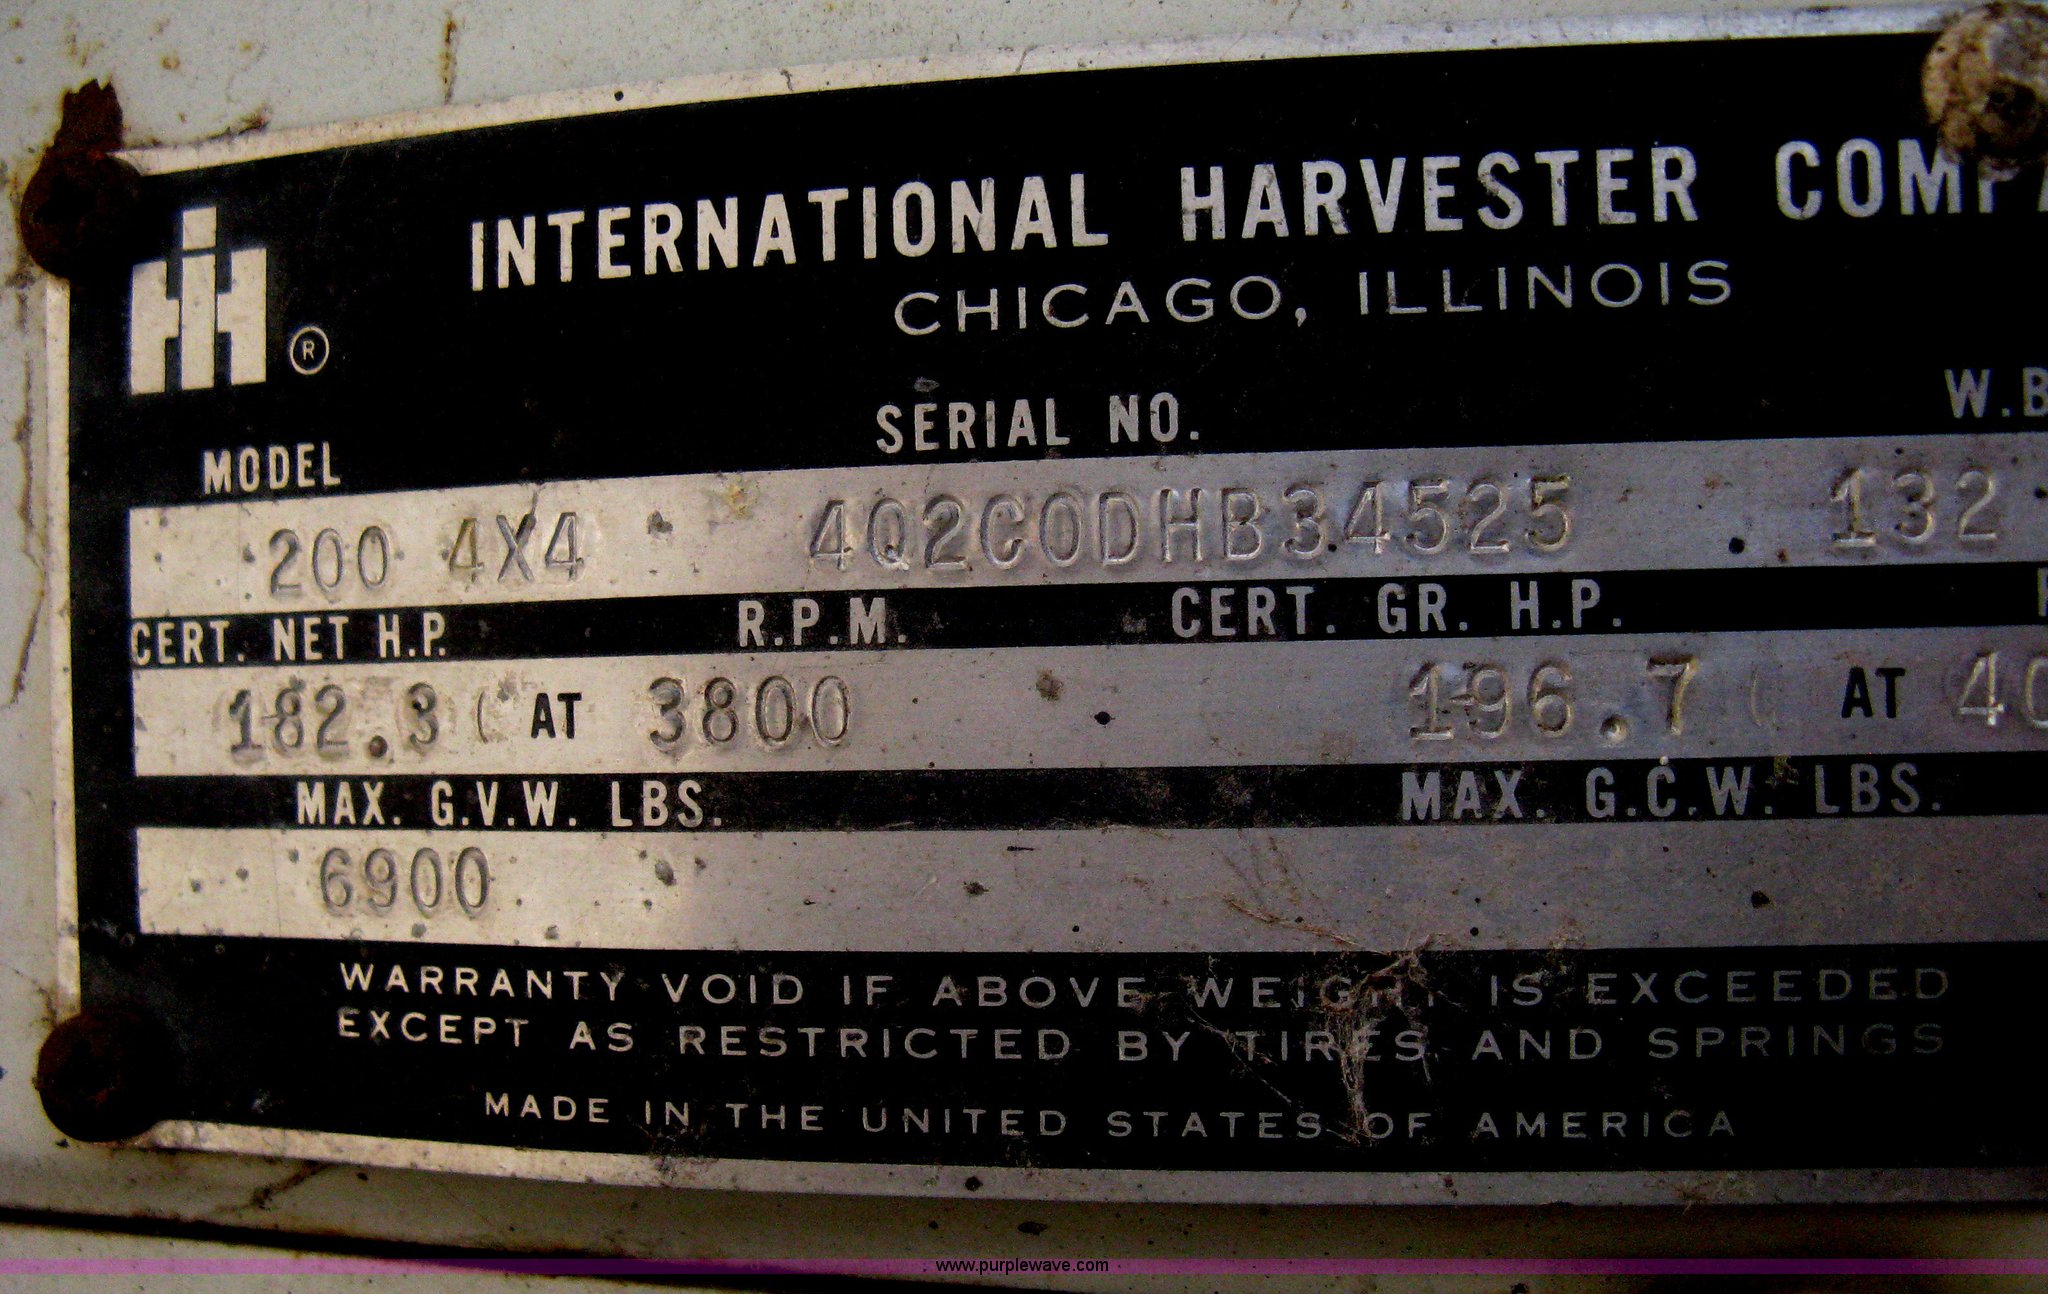 INTERNATIONAL HARVESTER COMPA
CHICAGO, ILLINOIS
IH ®
MODEL SERIAL NO. W.B
200 4X4 4Q2C0DHB34525 132
CERT. NET H.P. R.P.M. CERT. GR. H.P.
182.3 AT 3800 196.7 AT 40
MAX. G.V.W. LBS. MAX. G.C.W. LBS.
6900
WARRANTY VOID IF ABOVE WEIGHT IS EXCEEDED
EXCEPT AS RESTRICTED BY TIRES AND SPRINGS
MADE IN THE UNITED STATES OF AMERICA
www.purplewave.com